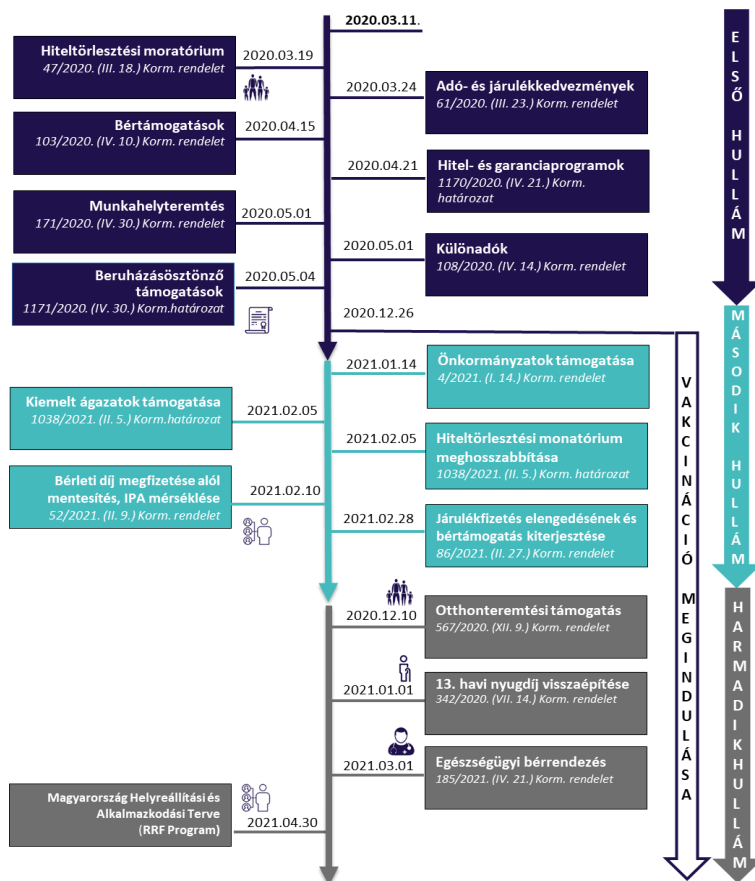 2020.03.11.
Hiteltörlesztési moratórium
47/2020. (III. 18.) Korm. rendelet
2020.03.19
2020.03.24
Adó- és járulékkedvezmények
61/2020. (III. 23.) Korm. rendelet
Bértámogatások
103/2020. (IV. 10.) Korm. rendelet
2020.04.15
2020.04.21
Hitel- és garanciaprogramok
1170/2020. (IV. 21.) Korm.
határozat
Munkahelyteremtés
171/2020. (IV. 30.) Korm. rendelet
2020.05.01
2020.05.01
Különadók
108/2020. (IV. 14.) Korm. rendelet
Beruházásösztönző
támogatások
1171/2020. (IV. 30.) Korm.határozat
2020.05.04
2020.12.26
ELSŐ HULLÁM
2021.01.14
Önkormányzatok támogatása
4/2021. (I. 14.) Korm. rendelet
Kiemelt ágazatok támogatása
1038/2021. (II. 5.) Korm.határozat
2021.02.05
2021.02.05
Hiteltörlesztési monatórium
meghosszabbítása
1038/2021. (II. 5.) Korm. határozat
Bérleti díj megfizetése alól
mentesítés, IPA mérséklése
52/2021. (II. 9.) Korm. rendelet
2021.02.10
2021.02.28
Járulékfizetés elengedésének és
bértámogatás kiterjesztése
86/2021. (II. 27.) Korm. rendelet
MÁSODIK HULLÁM
2020.12.10
Otthonteremtési támogatás
567/2020. (XII. 9.) Korm. rendelet
2021.01.01
13. havi nyugdíj visszaépítése
342/2020. (VII. 14.) Korm. rendelet
2021.03.01
Egészségügyi bérrendezés
185/2021. (IV. 21.) Korm. rendelet
Magyarország Helyreállítási és
Alkalmazkodási Terve
(RRF Program)
2021.04.30
VAKCINÁCIÓ MEGINDULÁSA
HARMADIK HULLÁM